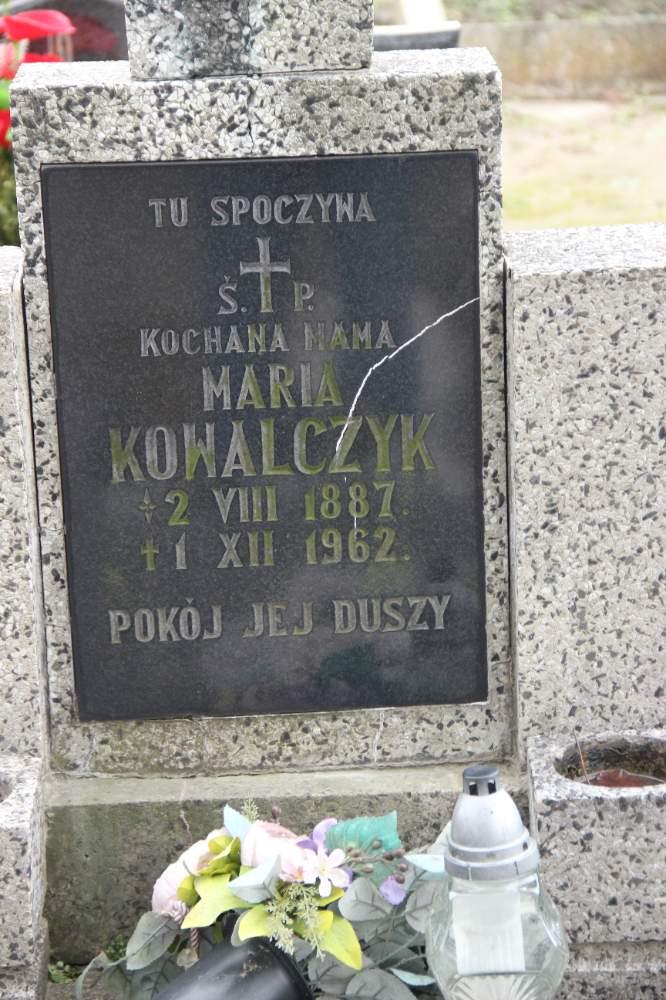 TU SPOCZYWA
Ś. P.
KOCHANA MAMA
MARIA
KOWALCZYK
2 VIII 1887.
1 XII 1962.
POKÓJ JEJ DUSZY